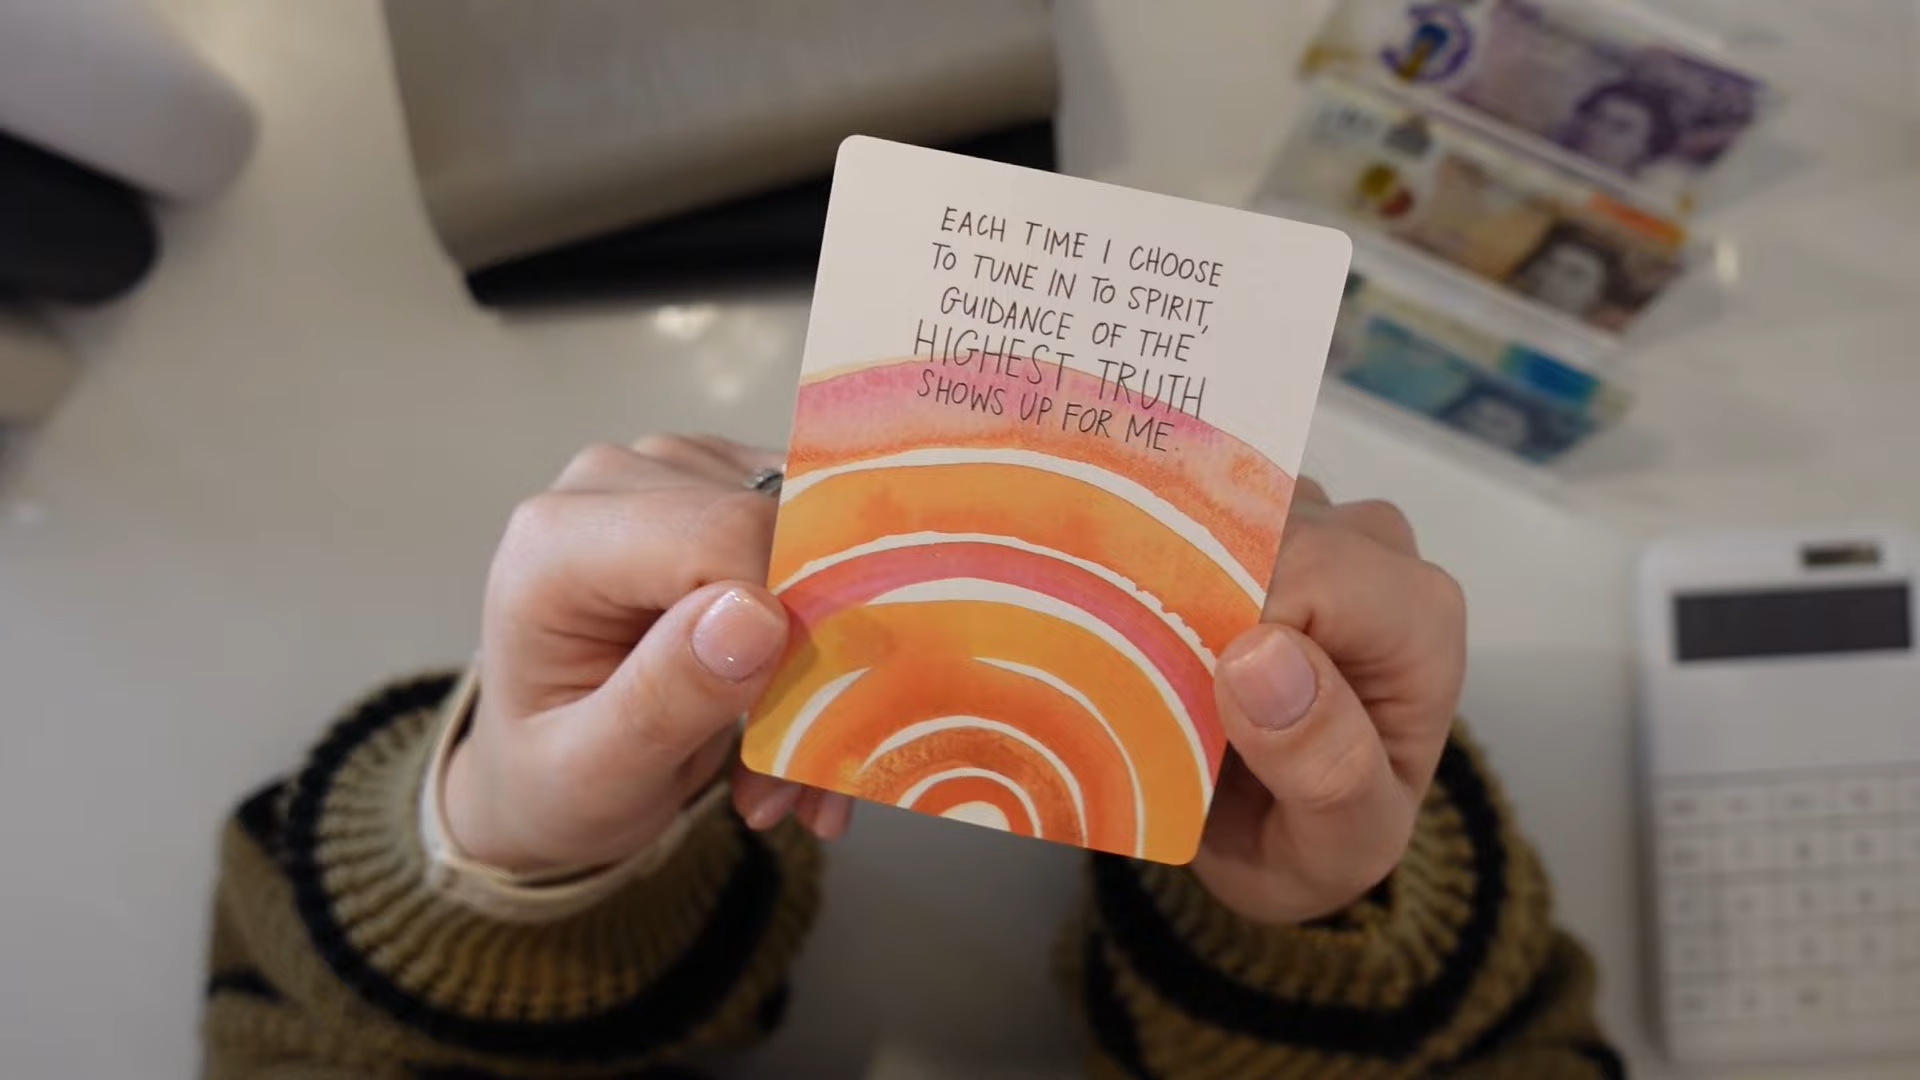 EACH TIME I CHOOSE
TO TUNE IN TO SPIRIT,
GUIDANCE OF THE
HIGHEST TRUTH
SHOWS UP FOR ME.